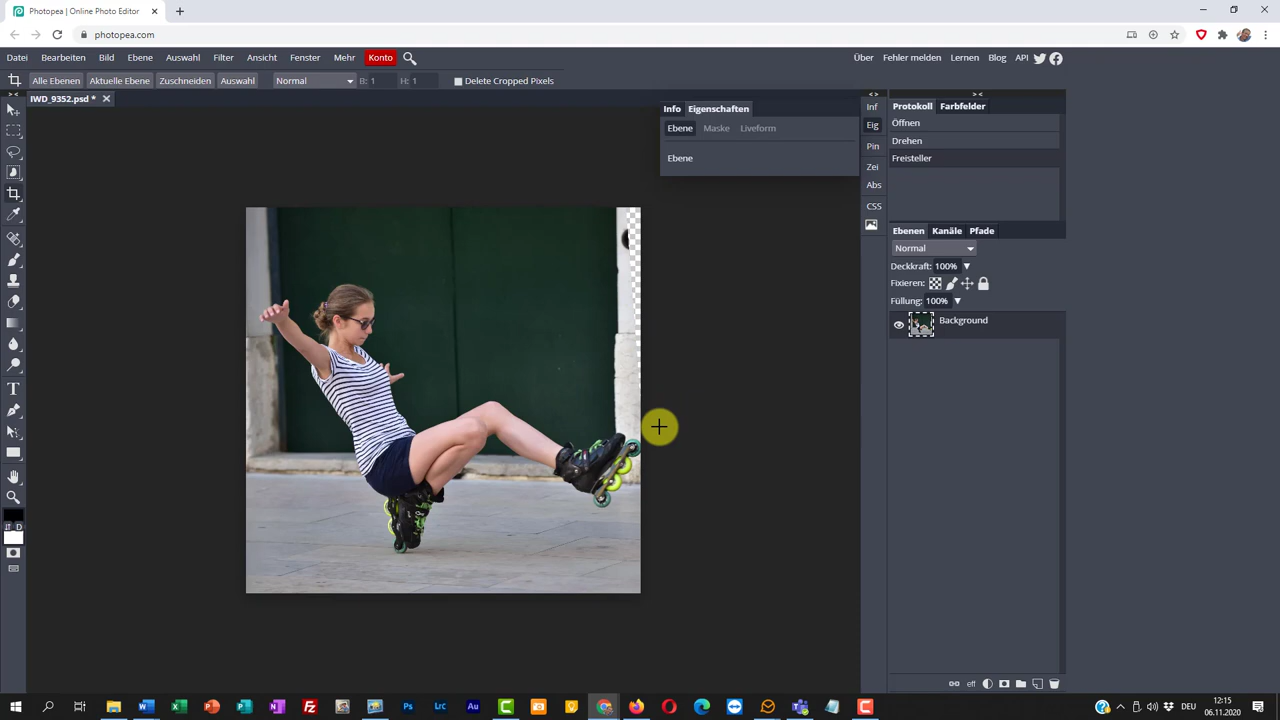 Photopea | Online Photo Editor
photopea.com
Datei Bearbeiten Bild Ebene Auswahl Filter Ansicht Fenster Mehr Konto
Über Fehler melden Lernen Blog API
Alle Ebenen Aktuelle Ebene Zuschneiden Auswahl Normal B: 1 H: 1 Delete Cropped Pixels
IWD_9352.psd *
Info Eigenschaften
Ebene Maske Liveform
Ebene
Inf
Eig
Pin
Zei
Abs
CSS
Protokoll Farbfelder
Öffnen
Drehen
Freisteller
Ebenen Kanäle Pfade
Normal
Deckkraft: 100%
Fixieren:
Füllung: 100%
Background
eff
D
DEU
12:15
06.11.2020